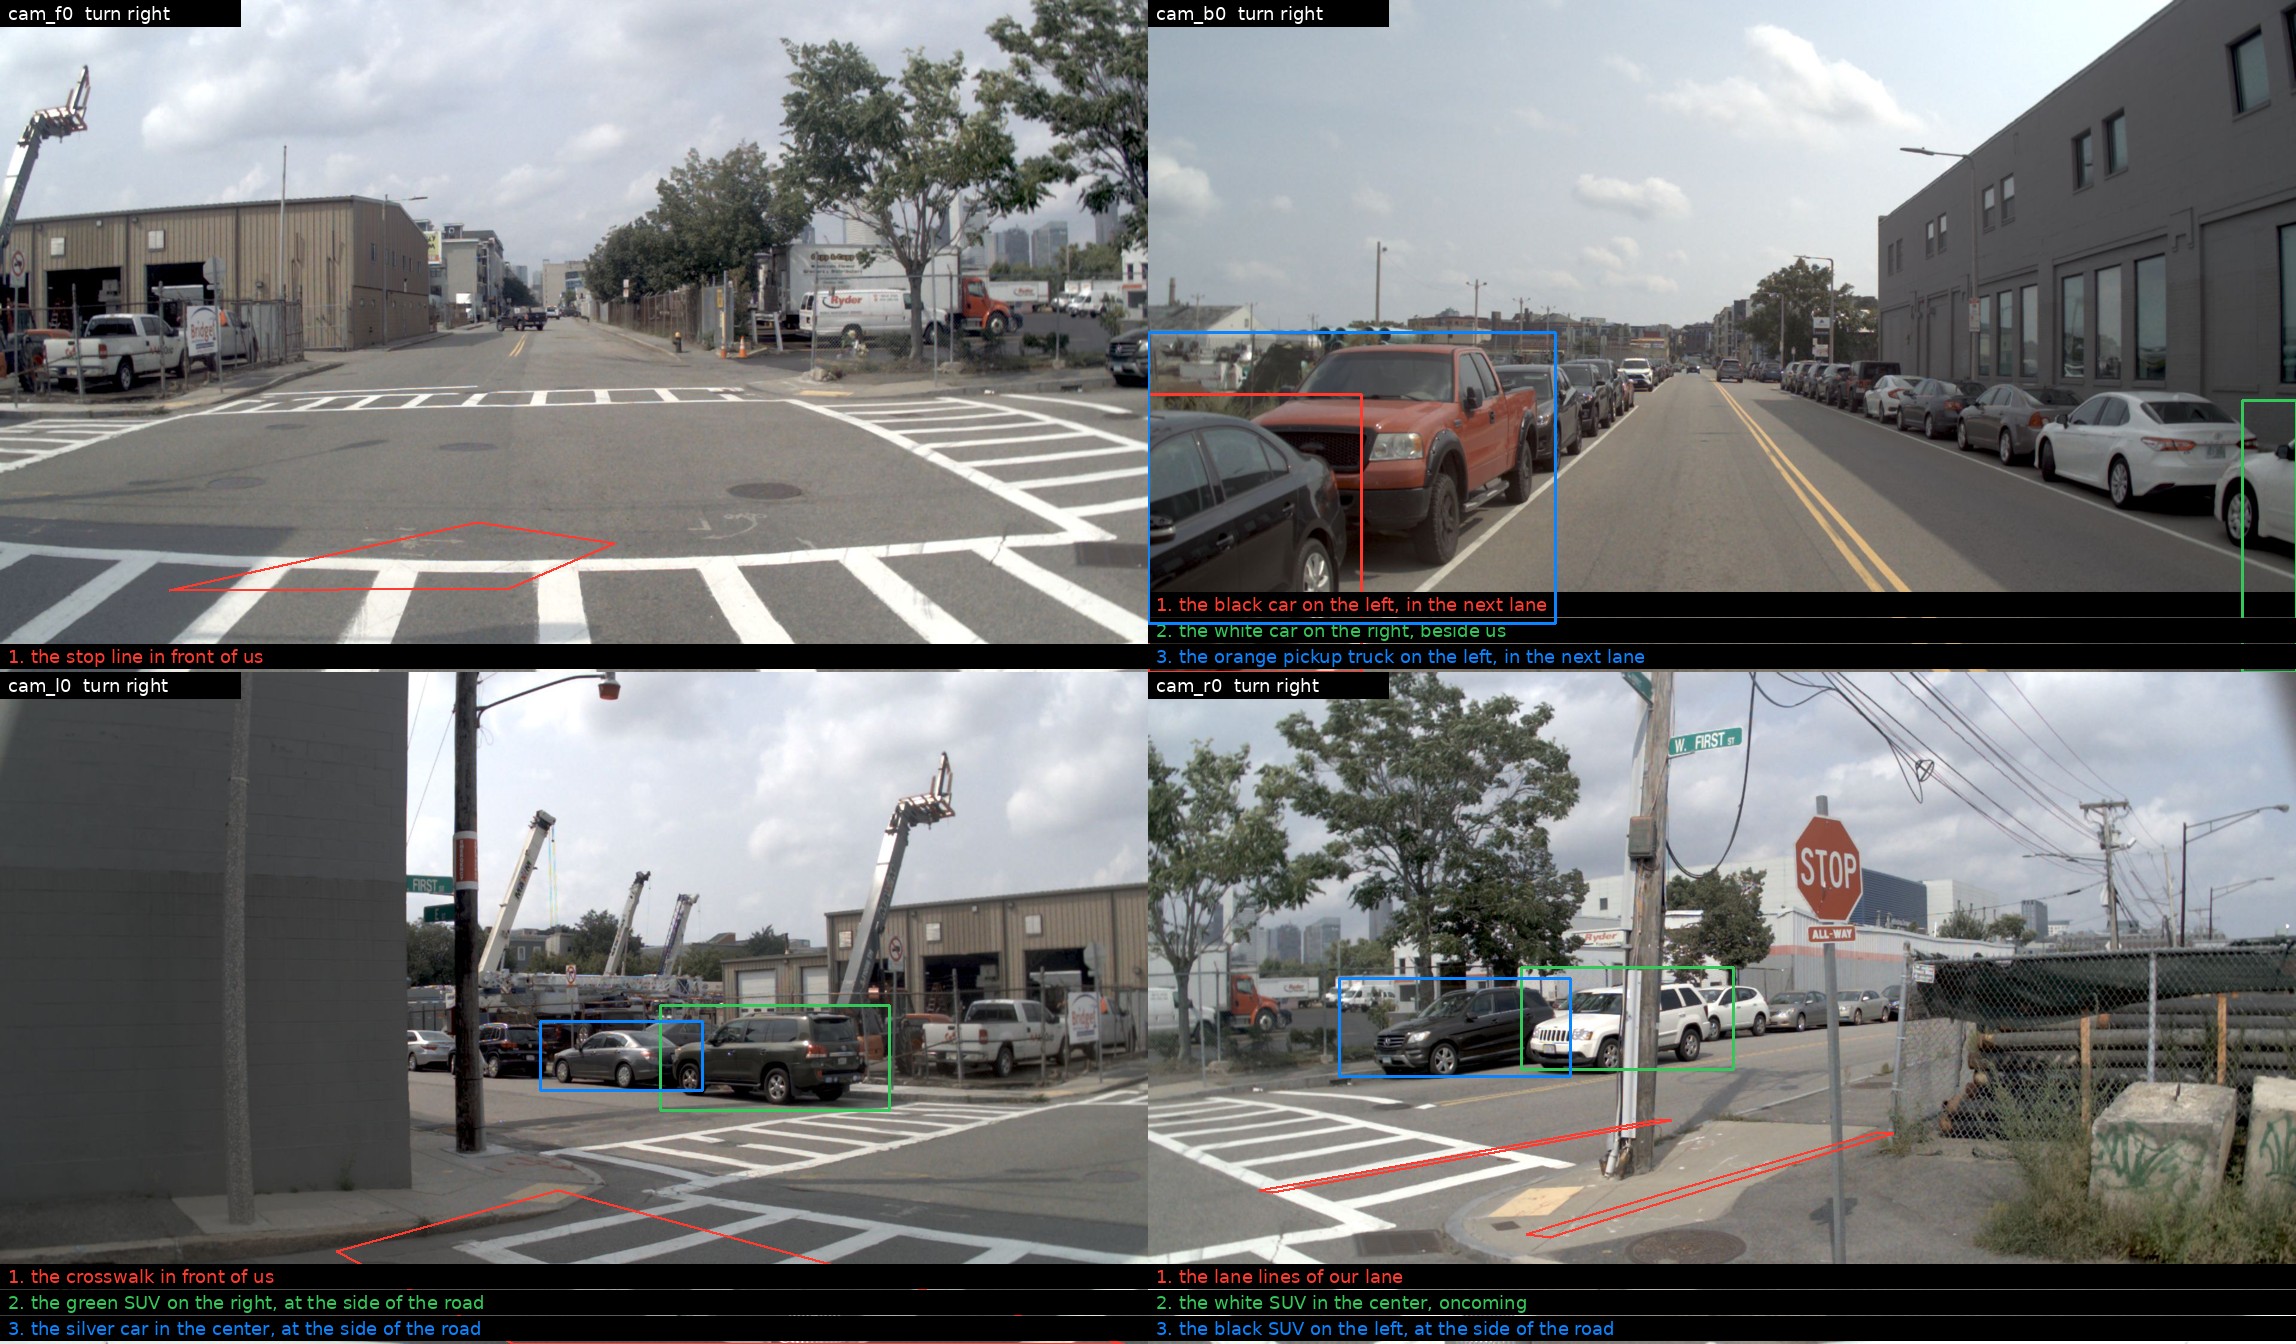 cam_f0 turn right
Ryder
Ryder
Bridge
1. the stop line in front of us
cam_b0 turn right
1. the black car on the left, in the next lane
2. the white car on the right, beside us
3. the orange pickup truck on the left, in the next lane
cam_l0 turn right
FIRST ST
Bridge
1. the crosswalk in front of us
2. the green SUV on the right, at the side of the road
3. the silver car in the center, at the side of the road
cam_r0 turn right
W. FIRST ST
STOP
ALL-WAY
Ryder
1. the lane lines of our lane
2. the white SUV in the center, oncoming
3. the black SUV on the left, at the side of the road